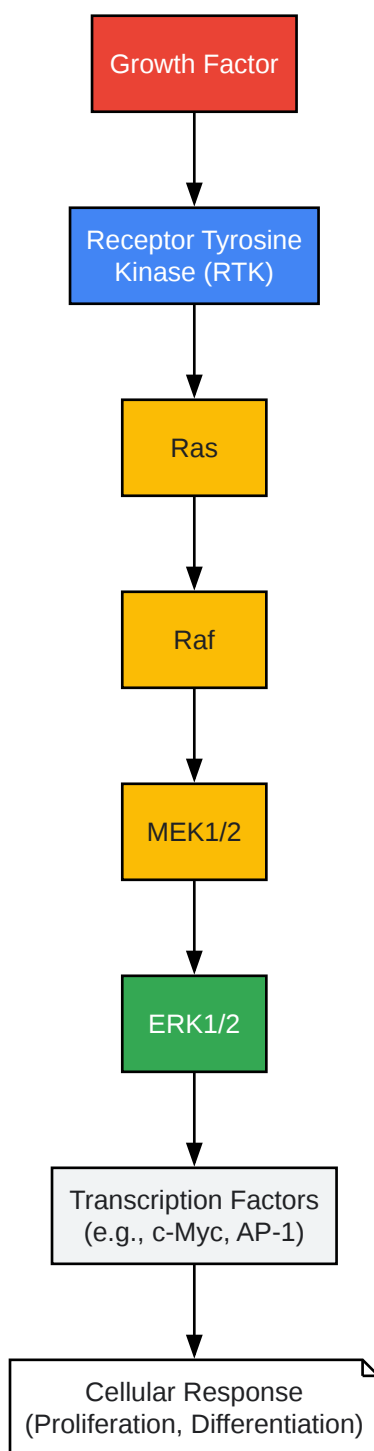 Growth Factor
Receptor Tyrosine
Kinase (RTK)
Ras
Raf
MEK1/2
ERK1/2
Transcription Factors
(e.g., c-Myc, AP-1)
Cellular Response
(Proliferation, Differentiation)